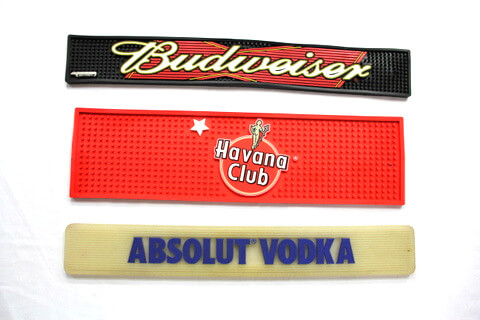 Budweiser
Havana
Club
ABSOLUT VODKA